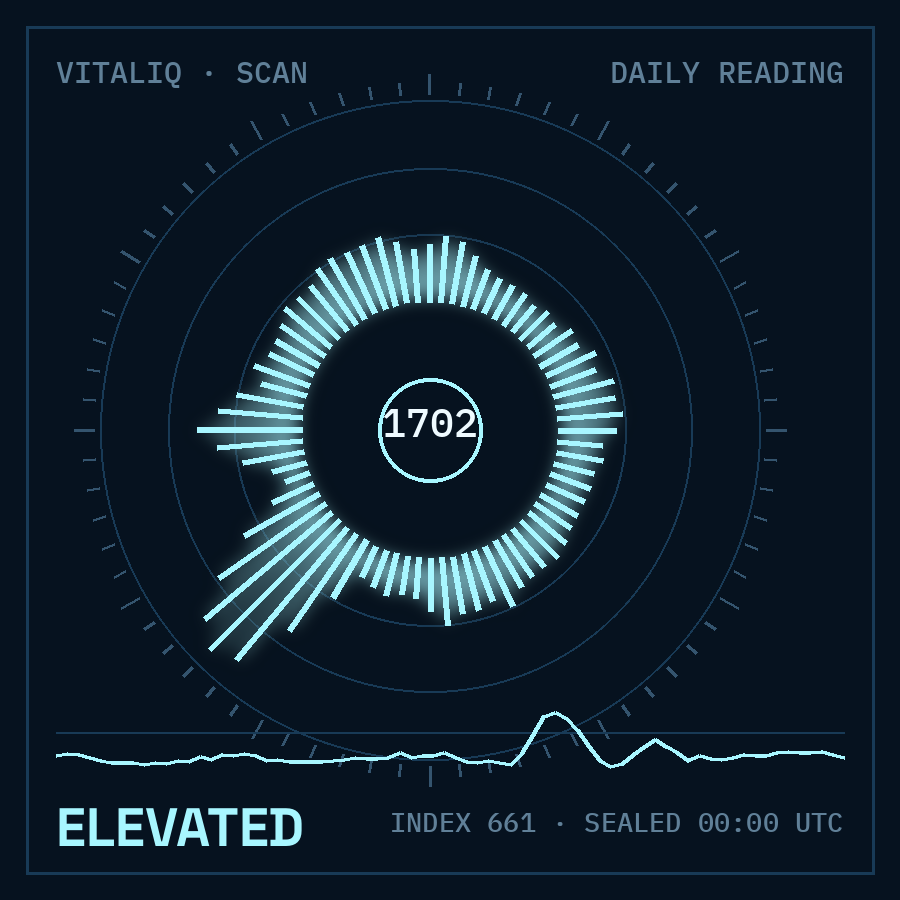 VITALIQ · SCAN
DAILY READING
1702
ELEVATED
INDEX 661 · SEALED 00:00 UTC